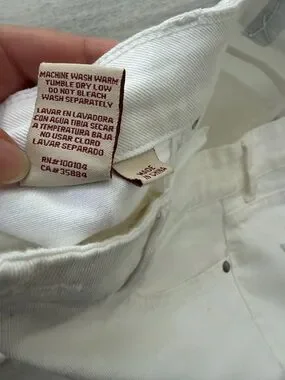 MACHINE WASH WARM
TUMBLE DRY LOW
DO NOT BLEACH
WASH SEPARATELY
LAVAR EN LAVADORA
CON AGUA TIBIA SECAR
A TEMPERATURA BAJA
NO USAR CLORO
LAVAR SEPARADO
RN#100104
CA#35884
MADE
IN CHINA